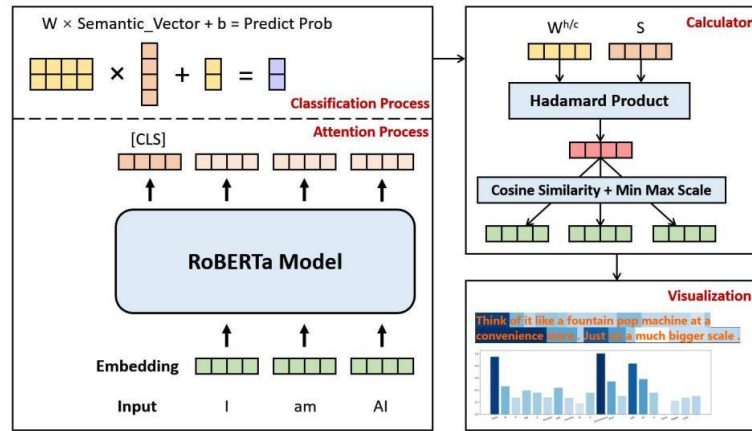 W × Semantic_Vector + b = Predict Prob
× + =
Classification Process
Attention Process
[CLS]
RoBERTa Model
Embedding
Input I am AI
Calculator
W^h/c S
Hadamard Product
Cosine Similarity + Min Max Scale
Visualization
Think of it like a fountain pop machine at a
convenience store . Just on a much bigger scale .